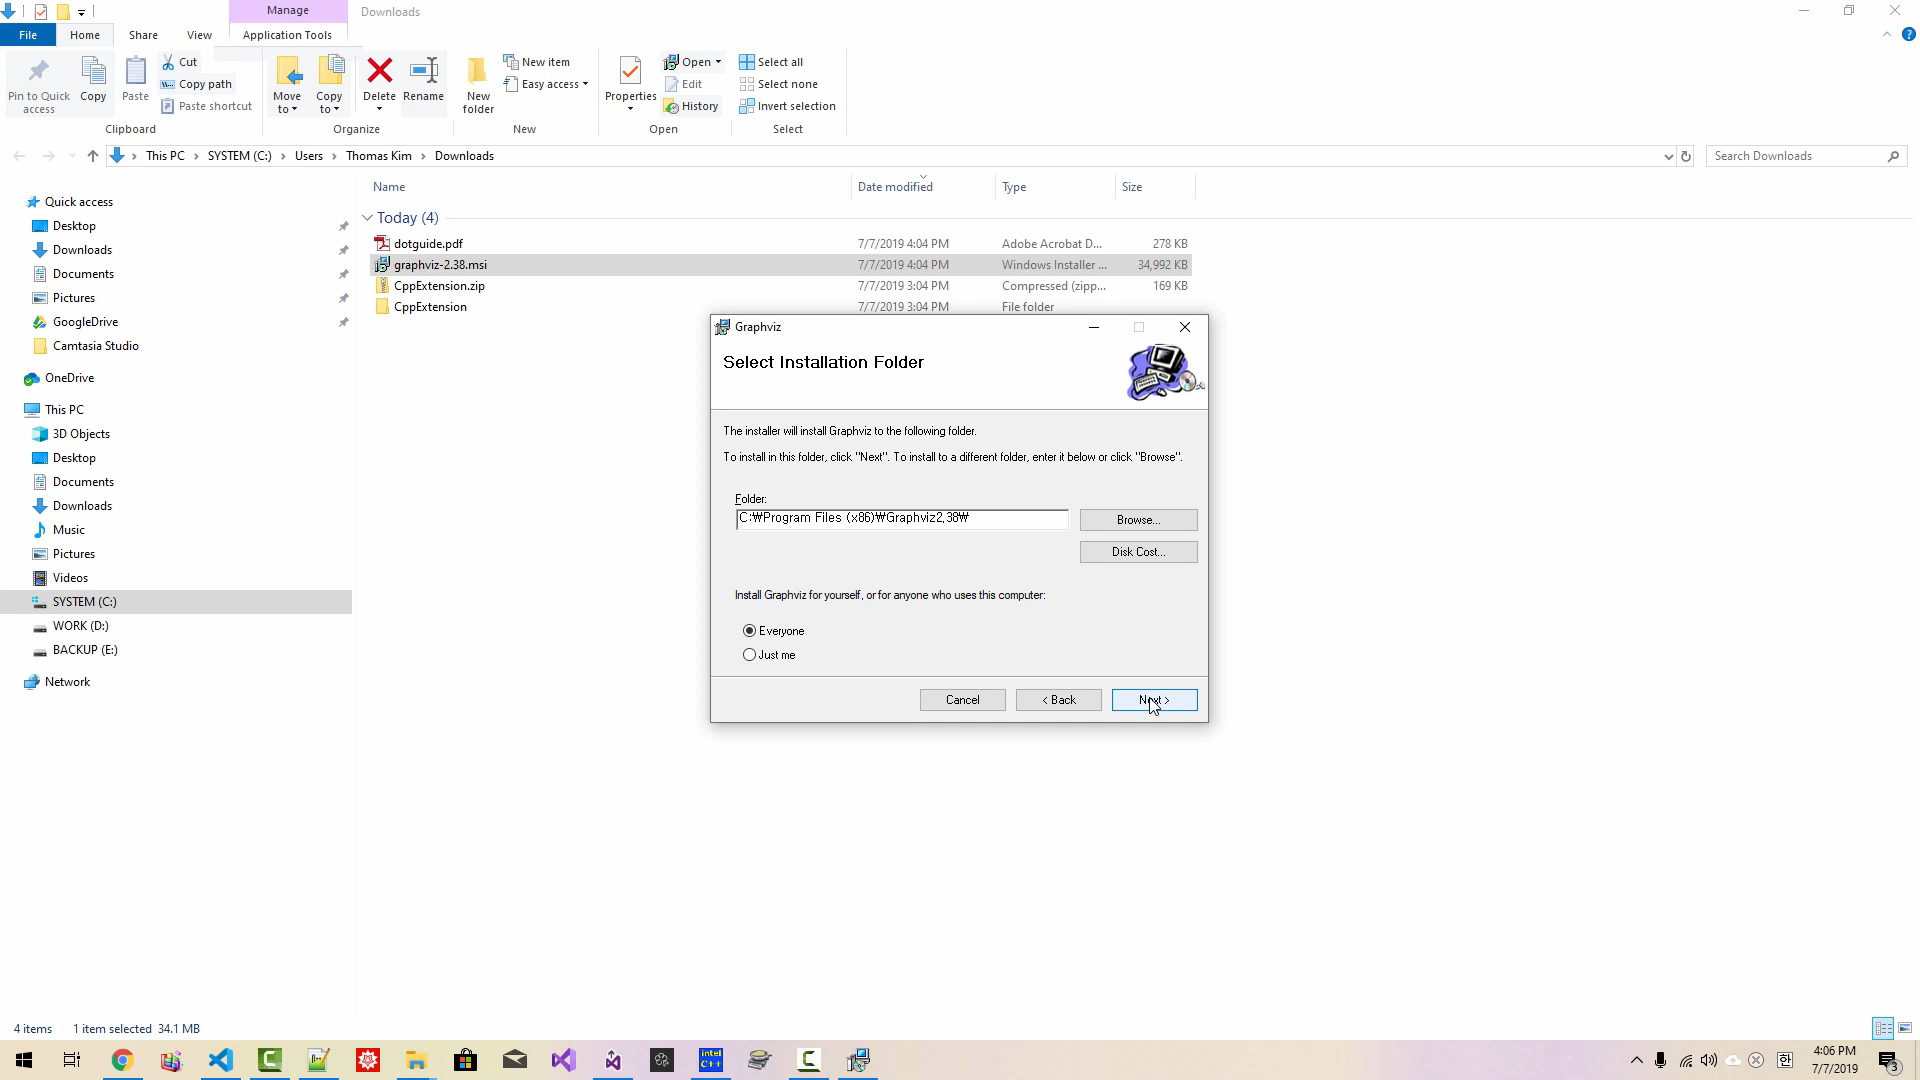 Manage
Downloads
File
Home
Share
View
Application Tools
Pin to Quick access
Copy
Paste
Cut
Copy path
Paste shortcut
Move to
Copy to
Delete
Rename
New folder
New item
Easy access
Properties
Open
Edit
History
Select all
Select none
Invert selection
Clipboard
Organize
New
Open
Select
This PC
SYSTEM (C:)
Users
Thomas Kim
Downloads
Search Downloads
Name
Date modified
Type
Size
Today (4)
dotguide.pdf 7/7/2019 4:04 PM Adobe Acrobat D... 278 KB
graphviz-2.38.msi 7/7/2019 4:04 PM Windows Installer ... 34,992 KB
CppExtension.zip 7/7/2019 3:04 PM Compressed (zipp... 169 KB
CppExtension 7/7/2019 3:04 PM File folder
Quick access
Desktop
Downloads
Documents
Pictures
GoogleDrive
Camtasia Studio
OneDrive
This PC
3D Objects
Desktop
Documents
Downloads
Music
Pictures
Videos
SYSTEM (C:)
WORK (D:)
BACKUP (E:)
Network
Graphviz
Select Installation Folder
The installer will install Graphviz to the following folder.
To install in this folder, click "Next". To install to a different folder, enter it below or click "Browse".
Folder:
C:₩Program Files (x86)₩Graphviz2,38₩
Browse...
Disk Cost...
Install Graphviz for yourself, or for anyone who uses this computer:
Everyone
Just me
Cancel
< Back
Next >
4 items 1 item selected 34.1 MB
intel
C++
한
4:06 PM
7/7/2019
3